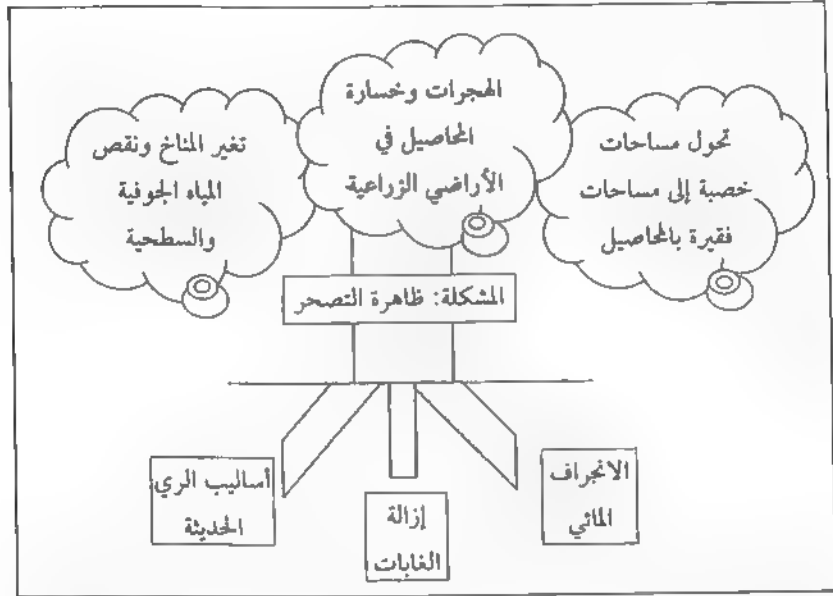 الهجرات وخسارة
المحاصيل في
الأراضي الزراعية
تحول مساحات
خصبة إلى مساحات
فقيرة بالمحاصيل
تغير المناخ ونقص
المياه الجوفية
والسطحية
المشكلة: ظاهرة التصحر
الانجراف
المائي
إزالة
الغابات
أساليب الري
الحديثة